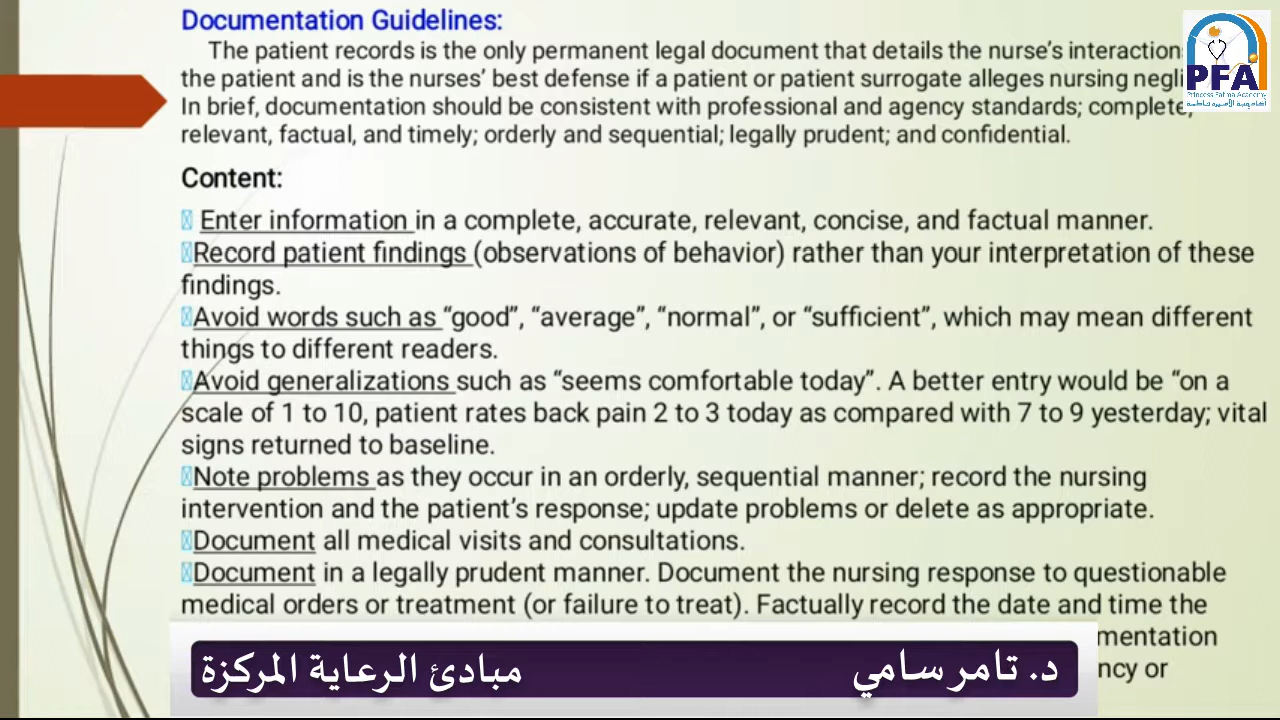 Documentation Guidelines:
The patient records is the only permanent legal document that details the nurse’s interaction
the patient and is the nurses’ best defense if a patient or patient surrogate alleges nursing negli
In brief, documentation should be consistent with professional and agency standards; complete,
relevant, factual, and timely; orderly and sequential; legally prudent; and confidential.
PFA
Princess Fatma Academy
أكاديمية الأميرة فاطمة
Content:
Enter information in a complete, accurate, relevant, concise, and factual manner.
Record patient findings (observations of behavior) rather than your interpretation of these
findings.
Avoid words such as “good”, “average”, “normal”, or “sufficient”, which may mean different
things to different readers.
Avoid generalizations such as “seems comfortable today”. A better entry would be “on a
scale of 1 to 10, patient rates back pain 2 to 3 today as compared with 7 to 9 yesterday; vital
signs returned to baseline.
Note problems as they occur in an orderly, sequential manner; record the nursing
intervention and the patient’s response; update problems or delete as appropriate.
Document all medical visits and consultations.
Document in a legally prudent manner. Document the nursing response to questionable
medical orders or treatment (or failure to treat). Factually record the date and time the
mentation
ncy or
د. تامر سامي
مبادئ الرعاية المركزة